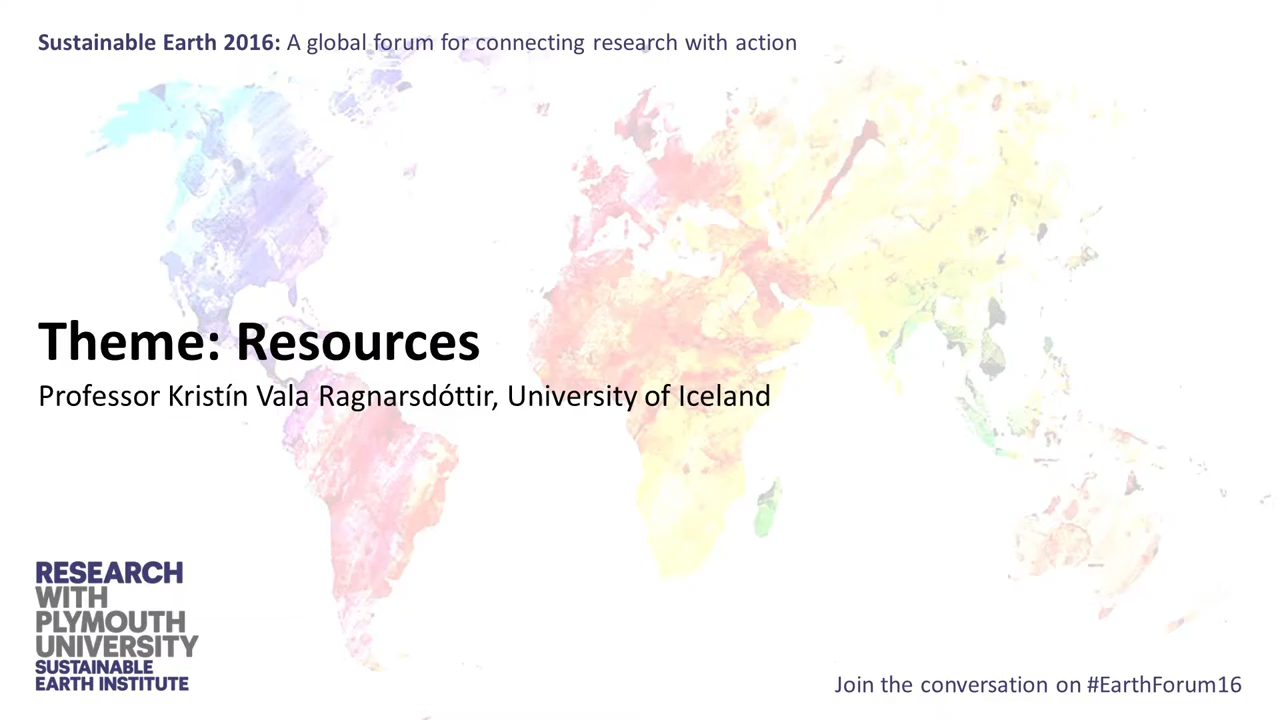 Sustainable Earth 2016: A global forum for connecting research with action
Theme: Resources
Professor Kristín Vala Ragnarsdóttir, University of Iceland
RESEARCH
WITH
PLYMOUTH
UNIVERSITY
SUSTAINABLE
EARTH INSTITUTE
Join the conversation on #EarthForum16